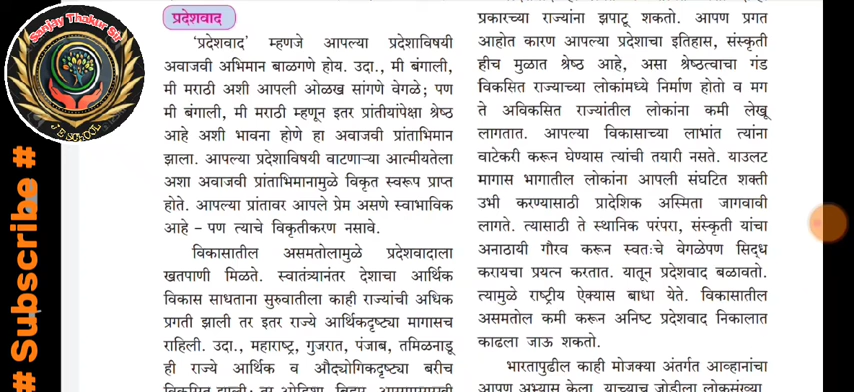 Sanjay Thakur Sir
J E SCHOOL
# Subscribe #
प्रदेशवाद
‘प्रदेशवाद’ म्हणजे आपल्या प्रदेशाविषयी
अवाजवी अभिमान बाळगणे होय. उदा., मी बंगाली,
मी मराठी अशी आपली ओळख सांगणे वेगळे; पण
मी बंगाली, मी मराठी म्हणून इतर प्रांतीयांपेक्षा श्रेष्ठ
आहे अशी भावना होणे हा अवाजवी प्रांताभिमान
झाला. आपल्या प्रदेशाविषयी वाटणाऱ्या आत्मीयतेला
अशा अवाजवी प्रांताभिमानामुळे विकृत स्वरूप प्राप्त
होते. आपल्या प्रांतावर आपले प्रेम असणे स्वाभाविक
आहे - पण त्याचे विकृतीकरण नसावे.
विकासातील असमतोलामुळे प्रदेशवादाला
खतपाणी मिळते. स्वातंत्र्यानंतर देशाचा आर्थिक
विकास साधताना सुरुवातीला काही राज्यांची अधिक
प्रगती झाली तर इतर राज्ये आर्थिकदृष्ट्या मागासच
राहिली. उदा., महाराष्ट्र, गुजरात, पंजाब, तमिळनाडू
ही राज्ये आर्थिक व औद्योगिकदृष्ट्या बरीच
विकसित झाली; तर ओडिशा, बिहार,
प्रकारच्या राज्यांना झपाटू शकतो. आपण प्रगत
आहोत कारण आपल्या प्रदेशाचा इतिहास, संस्कृती
हीच मुळात श्रेष्ठ आहे, असा श्रेष्ठत्वाचा गंड
विकसित राज्याच्या लोकांमध्ये निर्माण होतो व मग
ते अविकसित राज्यांतील लोकांना कमी लेखू
लागतात. आपल्या विकासाच्या लाभांत त्यांना
वाटेकरी करून घेण्यास त्यांची तयारी नसते. याउलट
मागास भागातील लोकांना आपली संघटित शक्ती
उभी करण्यासाठी प्रादेशिक अस्मिता जागवावी
लागते. त्यासाठी ते स्थानिक परंपरा, संस्कृती यांचा
अनाठायी गौरव करून स्वतःचे वेगळेपण सिद्ध
करायचा प्रयत्न करतात. यातून प्रदेशवाद बळावतो.
त्यामुळे राष्ट्रीय ऐक्यास बाधा येते. विकासातील
असमतोल कमी करून अनिष्ट प्रदेशवाद निकालात
काढला जाऊ शकतो.
भारतापुढील काही मोजक्या अंतर्गत आव्हानांचा
आपण अभ्यास केला. याच्याच जोडीला लोकसंख्या,